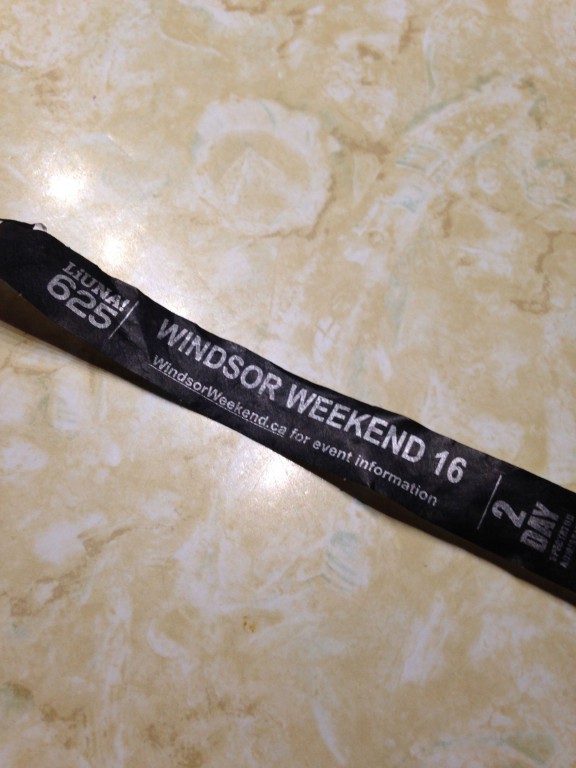 LiUNA!
625
WINDSOR WEEKEND 16
WindsorWeekend.ca for event information
2
DAY